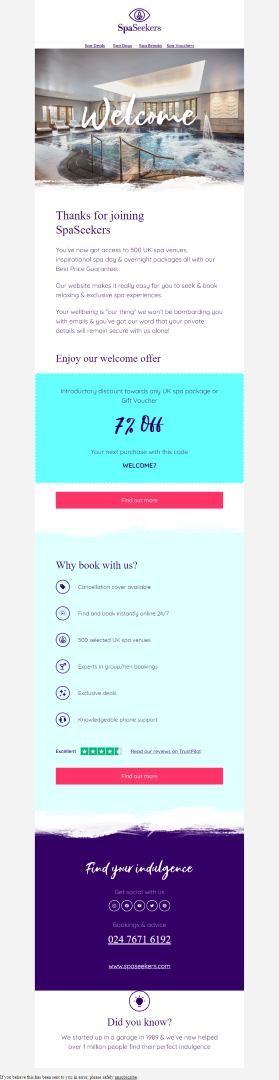 SpaSeekers
Spa Deals Spa Days Spa Breaks Spa Vouchers
Welcome
Thanks for joining
SpaSeekers
You've now got access to 500 UK spa venues,
inspirational spa day & overnight packages all with our
Best Price Guarantee.
Our website makes it really easy for you to seek & book
relaxing & exclusive spa experiences.
Your wellbeing is "our thing" we won't be bombarding you
with emails & you've got our word that your private
details will remain secure with us alone!
Enjoy our welcome offer
Introductory discount towards any UK spa package or
Gift Voucher
7% Off
Your next purchase with this code
WELCOME7
Find out more
Why book with us?
Cancellation cover available
Find and book instantly online 24/7
500 selected UK spa venues
Experts in group/hen bookings
Exclusive deals
Knowledgeable phone support
Excellent Read our reviews on TrustPilot
Find out more
Find your indulgence
Get social with us
Bookings & advice
024 7671 6192
www.spaseekers.com
Did you know?
We started up in a garage in 1989 & we've now helped
over 1 million people find their perfect indulgence
If you believe this has been sent to you in error, please safely unsubscribe